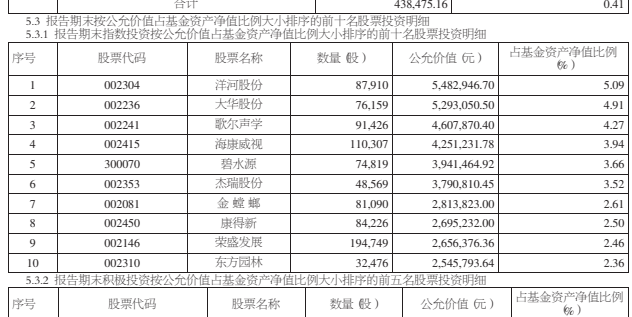 合计 438,475.16 0.41
5.3 报告期末按公允价值占基金资产净值比例大小排序的前十名股票投资明细
5.3.1 报告期末指数投资按公允价值占基金资产净值比例大小排序的前十名股票投资明细
序号 股票代码 股票名称 数量（股） 公允价值（元） 占基金资产净值比例（%）
1 002304 洋河股份 87,910 5,482,946.70 5.09
2 002236 大华股份 76,159 5,293,050.50 4.91
3 002241 歌尔声学 91,426 4,607,870.40 4.27
4 002415 海康威视 110,307 4,251,231.78 3.94
5 300070 碧水源 74,819 3,941,464.92 3.66
6 002353 杰瑞股份 48,569 3,790,810.45 3.52
7 002081 金 螳 螂 81,090 2,813,823.00 2.61
8 002450 康得新 84,226 2,695,232.00 2.50
9 002146 荣盛发展 194,749 2,656,376.36 2.46
10 002310 东方园林 32,476 2,545,793.64 2.36
5.3.2 报告期末积极投资按公允价值占基金资产净值比例大小排序的前五名股票投资明细
序号 股票代码 股票名称 数量（股） 公允价值（元） 占基金资产净值比例（%）